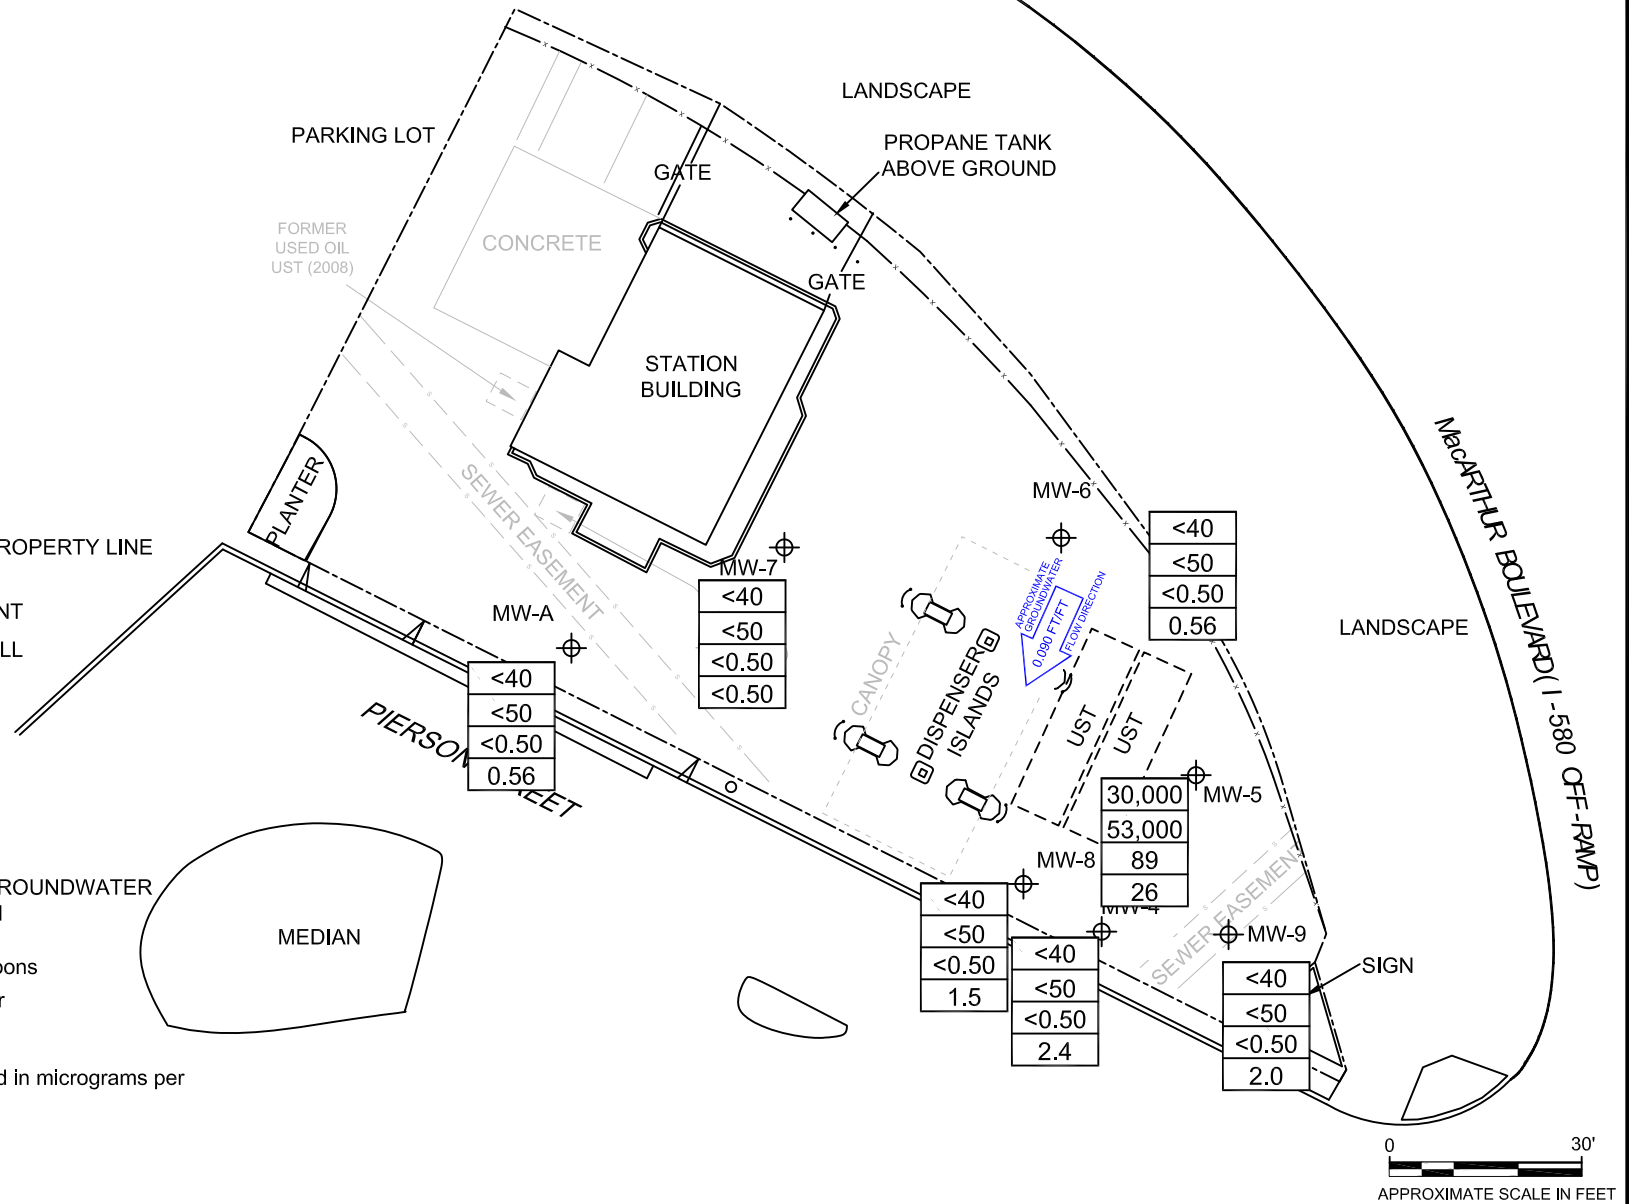 LANDSCAPE
PARKING LOT
PROPANE TANK
ABOVE GROUND
GATE
FORMER
USED OIL
UST (2008)
CONCRETE
GATE
STATION
BUILDING
MacARTHUR BOULEVARD( I - 580 OFF-RAMP)
PLANTER
SEWER EASEMENT
MW-6
<40
<50
<0.50
0.56
ROPERTY LINE
NT
LL
MW-7
<40
<50
<0.50
<0.50
MW-A
<40
<50
<0.50
0.56
APPROXIMATE
GROUNDWATER
0.090 FT/FT
FLOW DIRECTION
LANDSCAPE
CANOPY
DISPENSER
ISLANDS
UST
UST
PIERSON
EET
MW-5
30,000
53,000
89
26
MW-8
<40
<50
<0.50
1.5
MW-4
<40
<50
<0.50
2.4
SEWER EASEMENT
MW-9
<40
<50
<0.50
2.0
SIGN
ROUNDWATER
MEDIAN
oons
r
d in micrograms per
0 30'
APPROXIMATE SCALE IN FEET